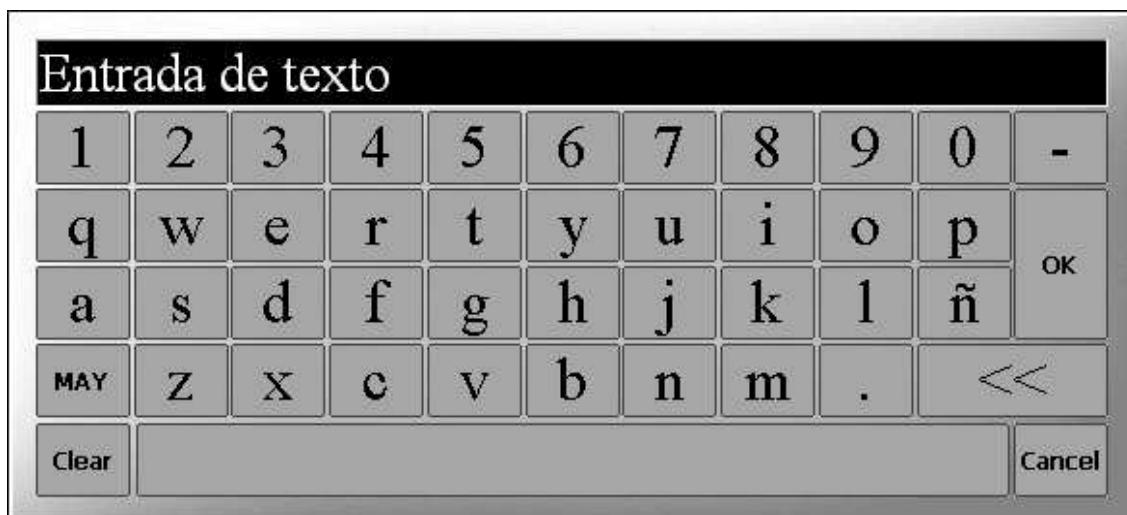 Entrada de texto
1 2 3 4 5 6 7 8 9 0 -
q w e r t y u i o p
OK
a s d f g h j k l ñ
MAY z x c v b n m . <<
Clear Cancel